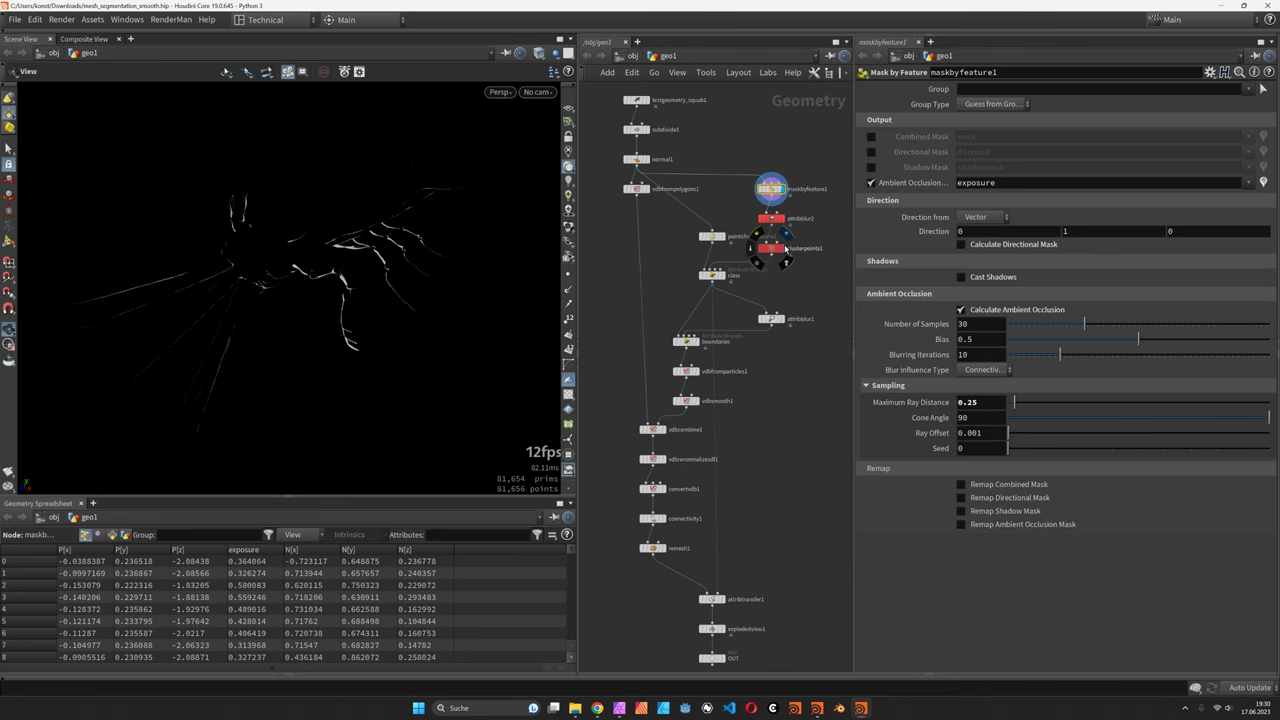 C:/Users/konst/Downloads/mesh_segmentation_smooth.hip - Houdini Core 19.0.645 - Python 3
File Edit Render Assets Windows RenderMan Help
Technical
Main
Main
Scene View
Composite View
obj
geo1
View
Persp
No cam
12fps
82.11ms
81,654 prims
81,656 points
Geometry Spreadsheet
obj
geo1
Node: maskb...
Group:
View
Intrinsics
Attributes:
P[x] P[y] P[z] exposure N[x] N[y] N[z]
0 -0.0388387 0.236518 -2.08438 0.364064 -0.723117 0.648875 0.236778
1 -0.0997169 0.236867 -2.08566 0.326274 0.713944 0.657657 0.240357
2 -0.153079 0.222316 -1.83205 0.580083 0.620115 0.750323 0.229072
3 -0.140206 0.229711 -1.88138 0.559246 0.718206 0.630911 0.293483
4 -0.128372 0.235862 -1.92976 0.489016 0.731034 0.662588 0.162992
5 -0.121174 0.233795 -1.97642 0.428014 0.71762 0.688498 0.104844
6 -0.11287 0.235587 -2.0217 0.406419 0.720738 0.674311 0.160753
7 -0.104977 0.236088 -2.06323 0.313968 0.71547 0.682827 0.14782
8 -0.0905516 0.230935 -2.08871 0.327237 0.436184 0.862072 0.258024
/obj/geo1
obj
geo1
Add Edit Go View Tools Layout Labs Help
Geometry
testgeometry_squab1
subdivide1
normal1
vdbfrompolygons1
maskbyfeature1
attribblur2
clusterpoints1
class
attribblur1
boundaries
vdbfromparticles1
vdbsmooth1
vdbcombine1
vdbrenormalizesdf1
convertvdb1
connectivity1
remesh1
attribtransfer1
explodedview1
OUT
maskbyfeature1
obj
geo1
Mask by Feature maskbyfeature1
Group
Group Type Guess from Gro...
Output
Combined Mask mask
Directional Mask dirmask
Shadow Mask shadowmask
Ambient Occlusion... exposure
Direction
Direction from Vector
Direction 0 1 0
Calculate Directional Mask
Shadows
Cast Shadows
Ambient Occlusion
Calculate Ambient Occlusion
Number of Samples 30
Bias 0.5
Blurring Iterations 10
Blur Influence Type Connectiv...
Sampling
Maximum Ray Distance 0.25
Cone Angle 90
Ray Offset 0.001
Seed 0
Remap
Remap Combined Mask
Remap Directional Mask
Remap Shadow Mask
Remap Ambient Occlusion Mask
Auto Update
Suche
19:30
17.06.2023